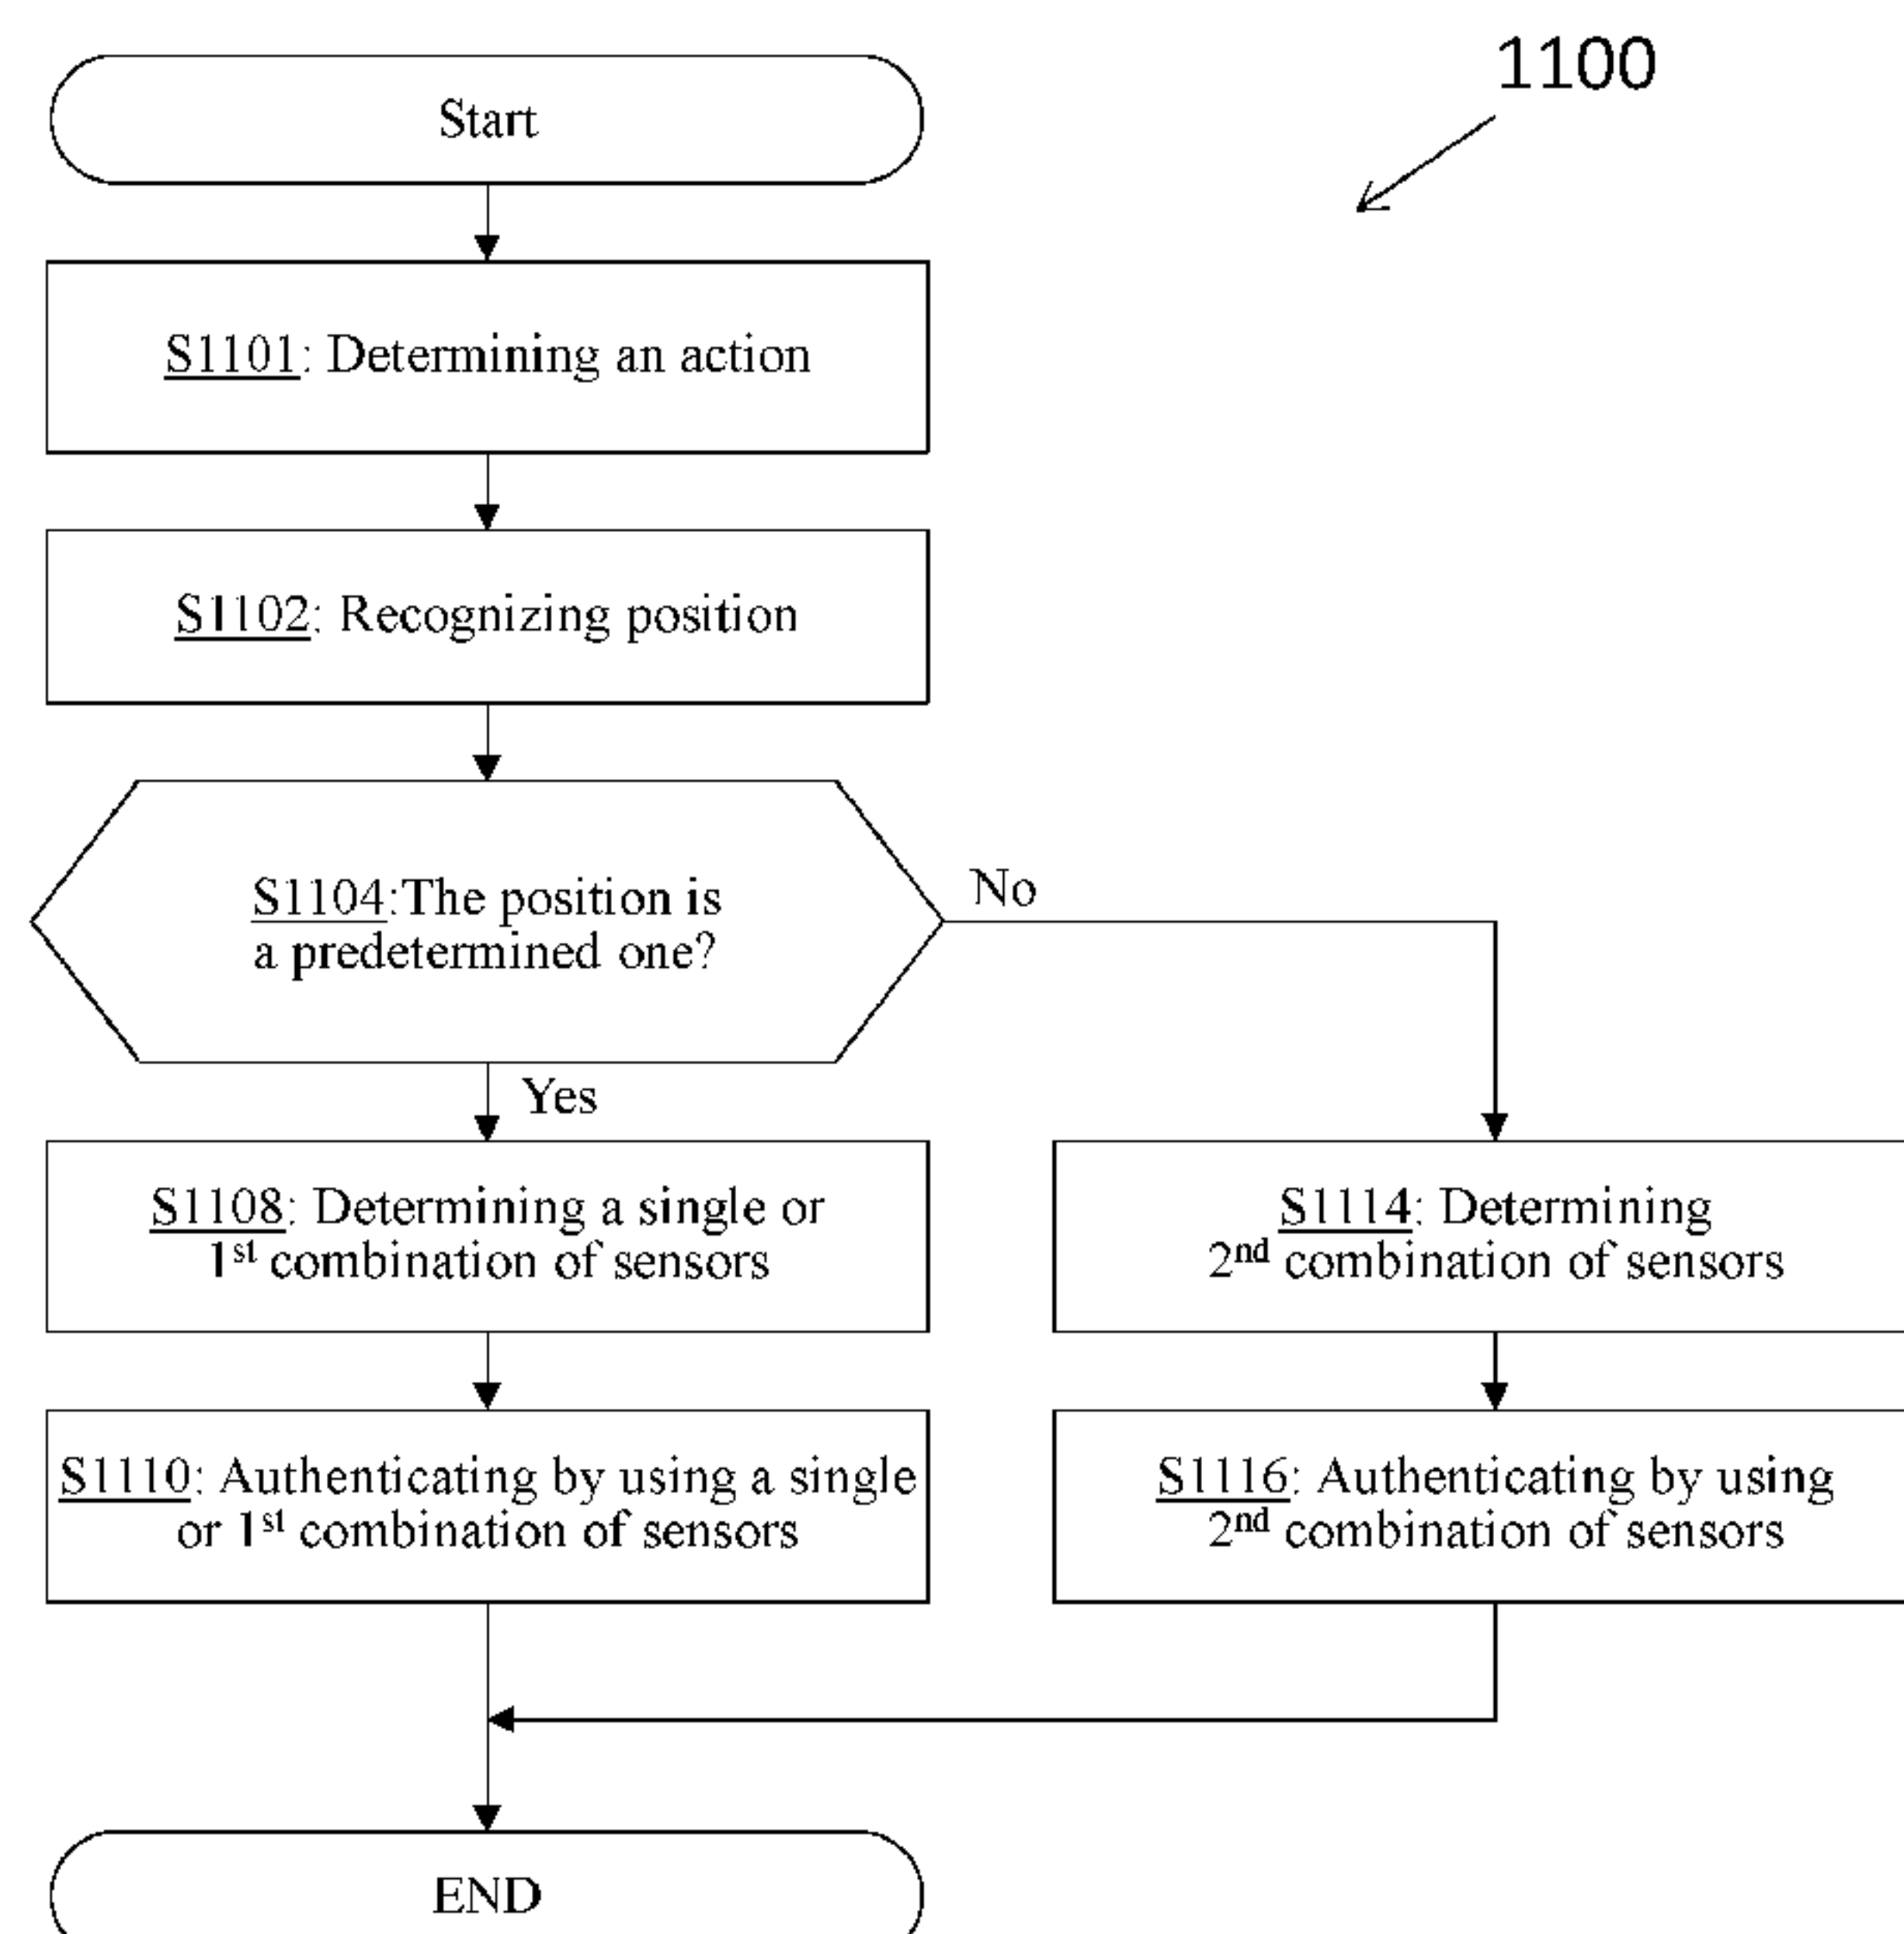 1100
Start
S1101: Determining an action
S1102: Recognizing position
S1104:The position is
a predetermined one?
No
Yes
S1108: Determining a single or
1st combination of sensors
S1114: Determining
2nd combination of sensors
S1110: Authenticating by using a single
or 1st combination of sensors
S1116: Authenticating by using
2nd combination of sensors
END